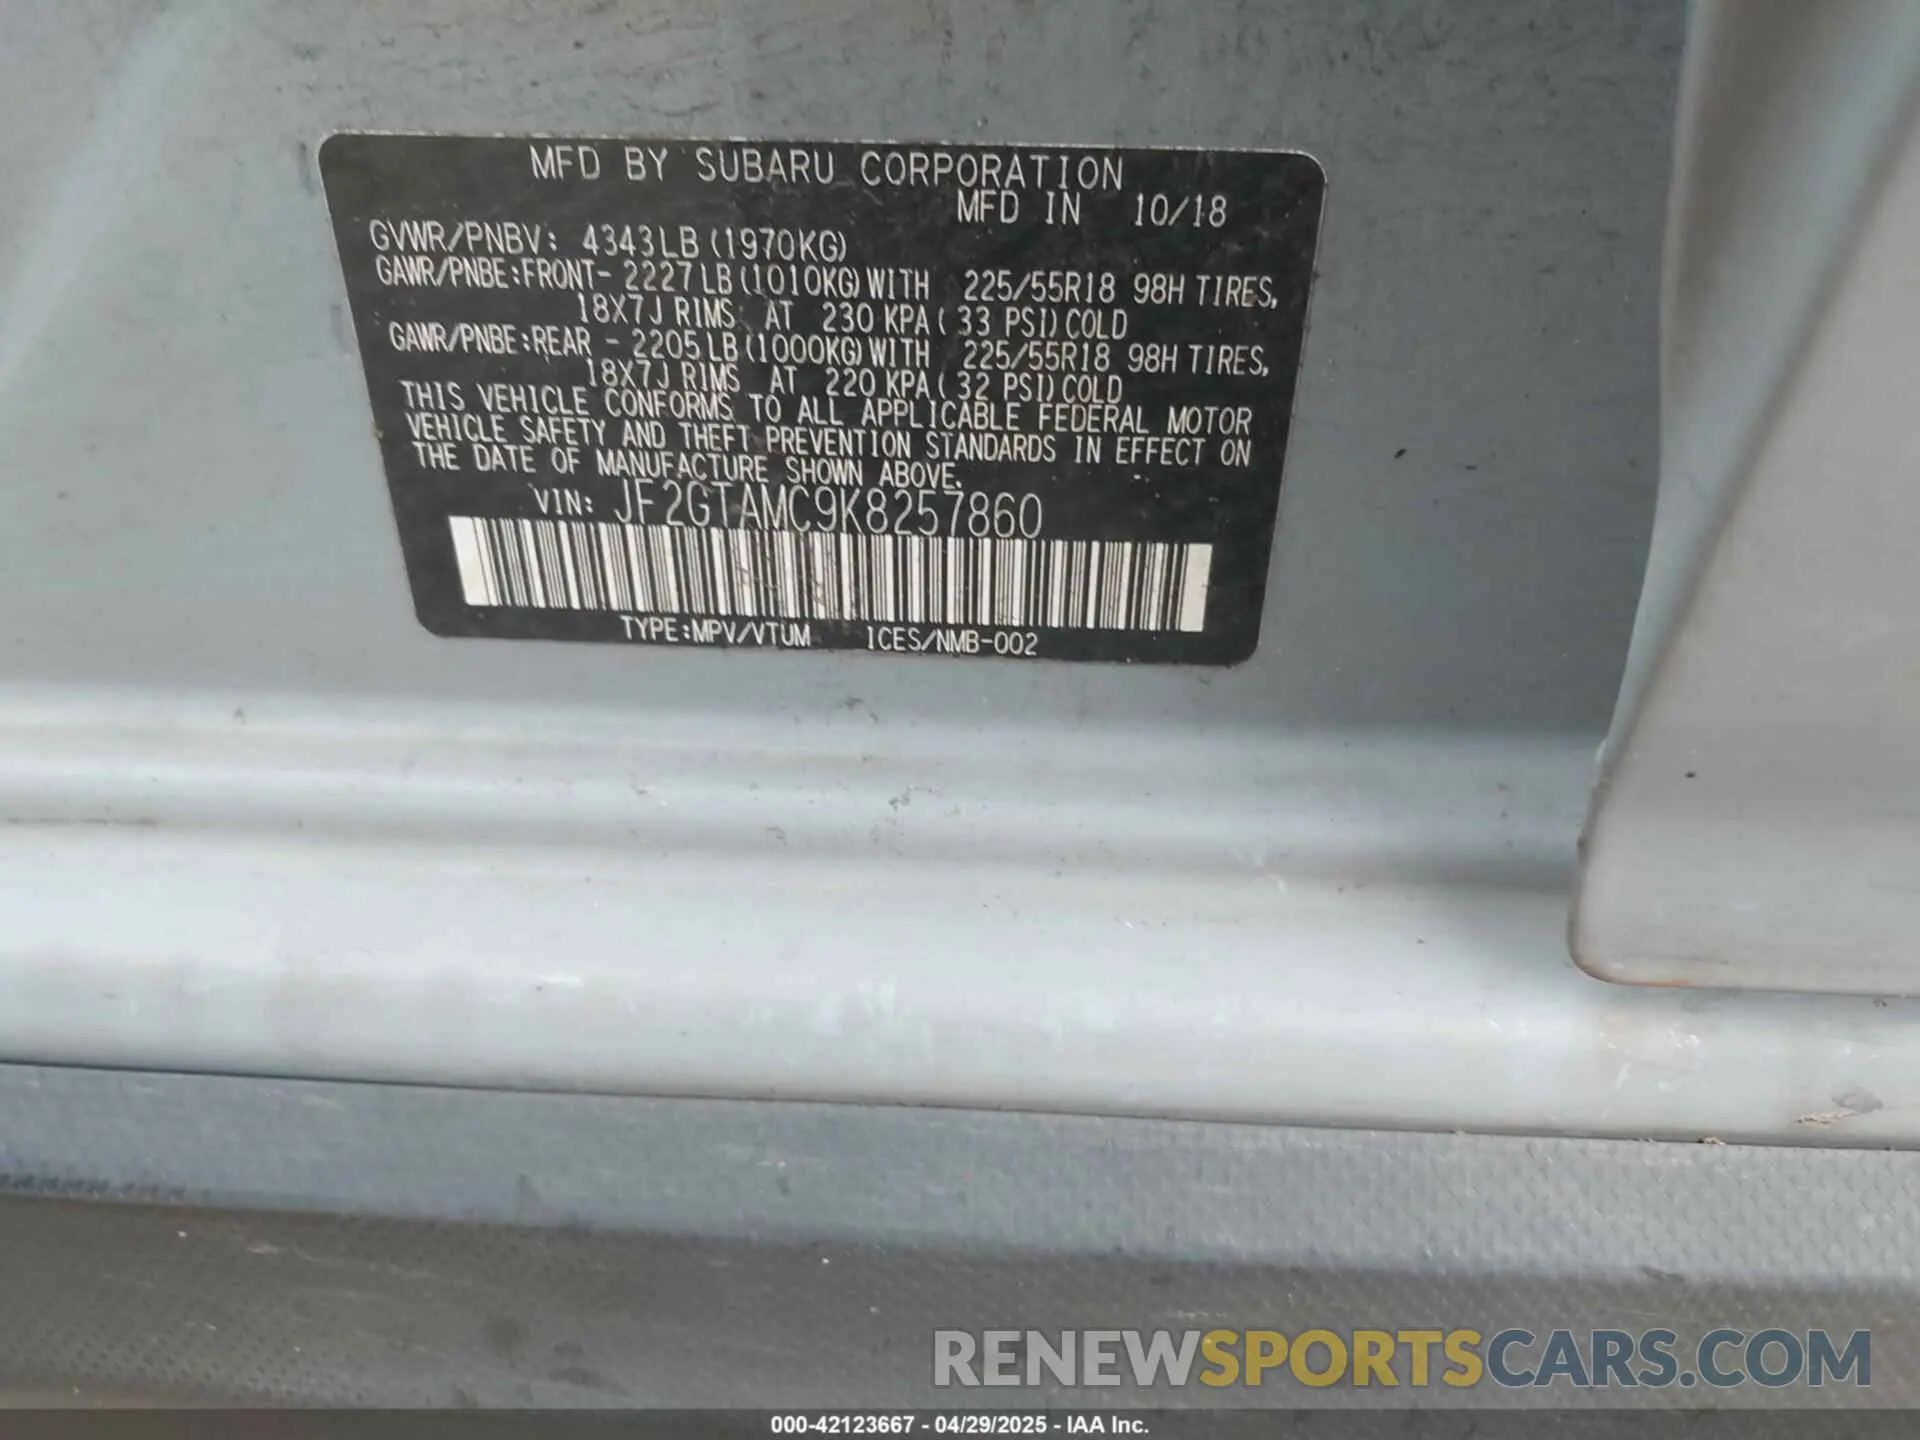 MFD BY SUBARU CORPORATION
MFD IN 10/18
GVWR/PNBV: 4343LB(1970KG)
GAWR/PNBE:FRONT- 2227LB(1010KG)WITH 225/55R18 98H TIRES,
18X7J RIMS AT 230 KPA( 33 PSI)COLD
GAWR/PNBE:REAR - 2205LB(1000KG)WITH 225/55R18 98H TIRES,
18X7J RIMS AT 220 KPA( 32 PSI)COLD
THIS VEHICLE CONFORMS TO ALL APPLICABLE FEDERAL MOTOR
VEHICLE SAFETY AND THEFT PREVENTION STANDARDS IN EFFECT ON
THE DATE OF MANUFACTURE SHOWN ABOVE.
VIN: JF2GTAMC9K8257860
TYPE:MPV/VTUM ICES/NMB-002
RENEWSPORTSCARS.COM
000-42123667 - 04/29/2025 - IAA Inc.